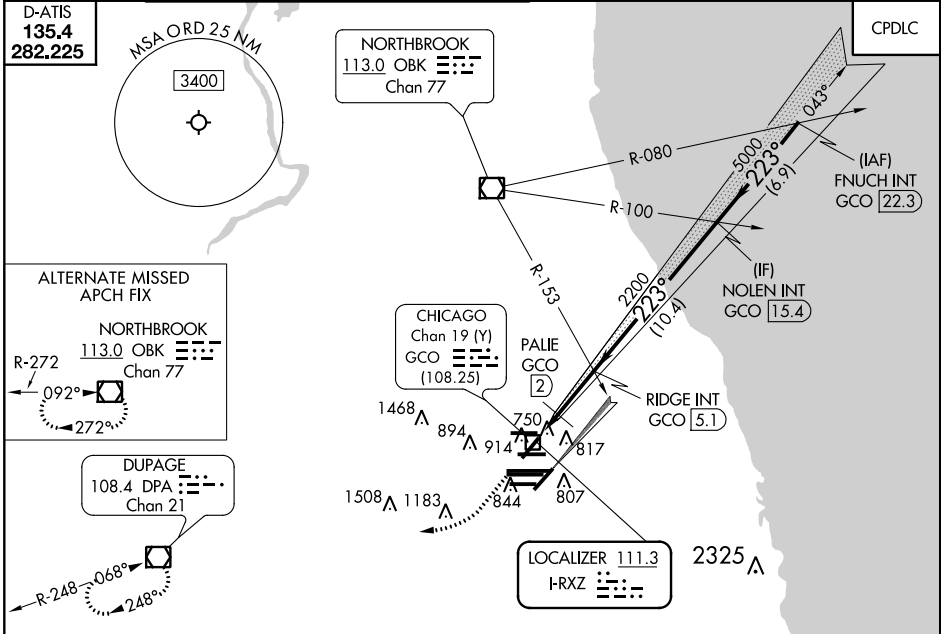 D-ATIS
135.4
282.225
MSA ORD 25 NM
3400
NORTHBROOK
113.0 OBK
Chan 77
CPDLC
043°
R-080
5000
223°
(6.9)
(IAF)
FNUCH INT
GCO 22.3
R-100
R-153
(IF)
NOLEN INT
GCO 15.4
2200
223°
(10.4)
ALTERNATE MISSED
APCH FIX
NORTHBROOK
113.0 OBK
Chan 77
R-272
092°
272°
CHICAGO
Chan 19 (Y)
GCO
(108.25)
PALIE
GCO
2
RIDGE INT
GCO 5.1
1468
894
914
750
817
DUPAGE
108.4 DPA
Chan 21
1508
1183
844
807
R-248
068°
248°
LOCALIZER 111.3
I-RXZ
2325